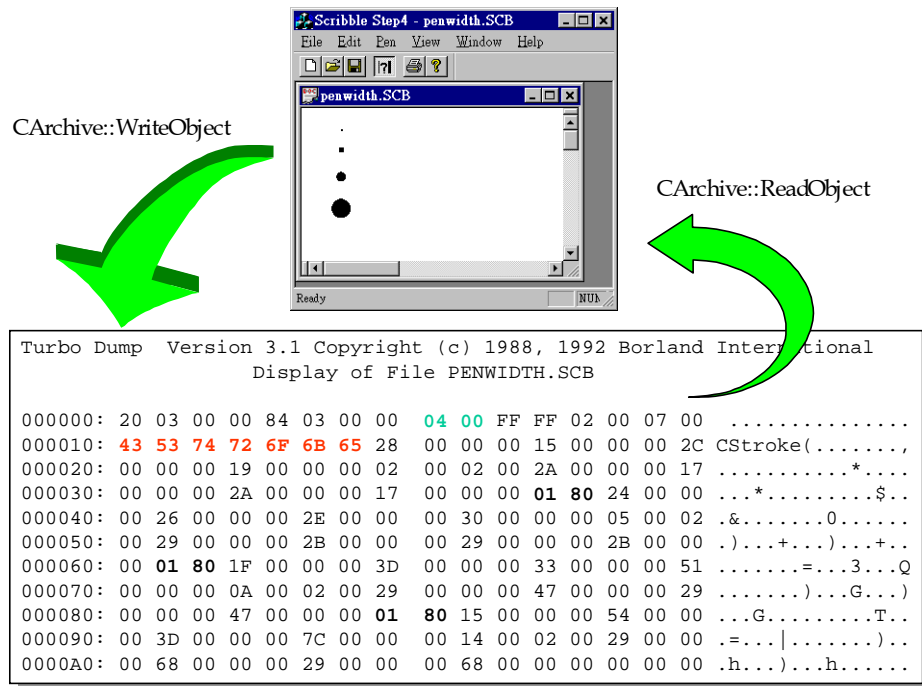 Scribble Step4 - penwidth.SCB
File Edit Pen View Window Help
penwidth.SCB
CArchive::WriteObject
CArchive::ReadObject
Ready NUM
Turbo Dump Version 3.1 Copyright (c) 1988, 1992 Borland International
Display of File PENWIDTH.SCB
000000: 20 03 00 00 84 03 00 00 04 00 FF FF 02 00 07 00 ................
000010: 43 53 74 72 6F 6B 65 28 00 00 00 15 00 00 00 2C CStroke(.......,
000020: 00 00 00 19 00 00 00 02 00 02 00 2A 00 00 00 17 ...........*....
000030: 00 00 00 2A 00 00 00 17 00 00 00 01 80 24 00 00 ...*.........$..
000040: 00 26 00 00 00 2E 00 00 00 30 00 00 00 05 00 02 .&.......0......
000050: 00 29 00 00 00 2B 00 00 00 29 00 00 00 2B 00 00 .)...+...)...+..
000060: 00 01 80 1F 00 00 00 3D 00 00 00 33 00 00 00 51 .......=...3...Q
000070: 00 00 00 0A 00 02 00 29 00 00 00 47 00 00 00 29 .......)...G...)
000080: 00 00 00 47 00 00 00 01 80 15 00 00 00 54 00 00 ...G.........T..
000090: 00 3D 00 00 00 7C 00 00 00 14 00 02 00 29 00 00 .=...|.......)..
0000A0: 00 68 00 00 00 29 00 00 00 68 00 00 00 00 00 00 .h...)...h......